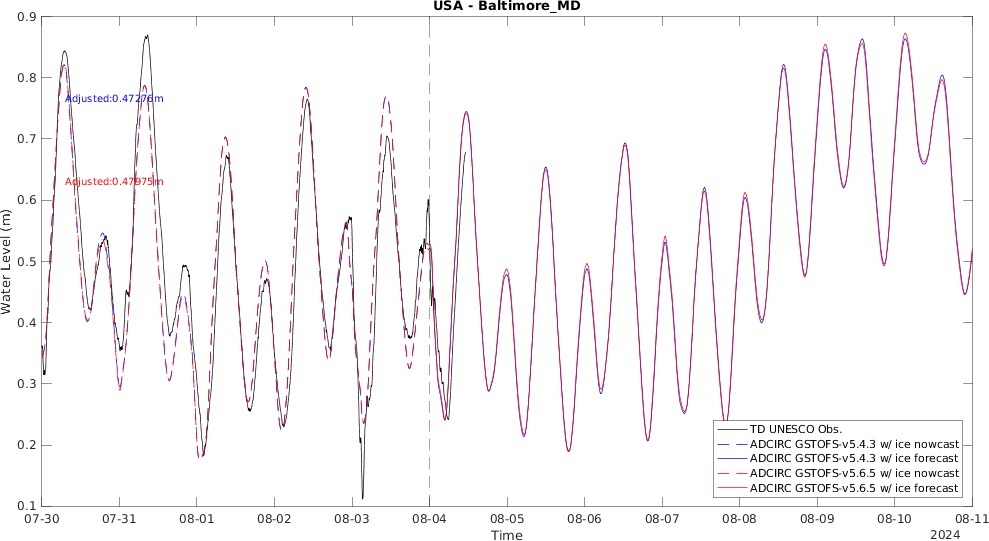 USA - Baltimore_MD
0.9
0.8
0.7
0.6
0.5
0.4
0.3
0.2
0.1
Water Level (m)
Adjusted:0.47276m
Adjusted:0.47975m
TD UNESCO Obs.
ADCIRC GSTOFS-v5.4.3 w/ ice nowcast
ADCIRC GSTOFS-v5.4.3 w/ ice forecast
ADCIRC GSTOFS-v5.6.5 w/ ice nowcast
ADCIRC GSTOFS-v5.6.5 w/ ice forecast
07-30 07-31 08-01 08-02 08-03 08-04 08-05 08-06 08-07 08-08 08-09 08-10 08-11
Time
2024